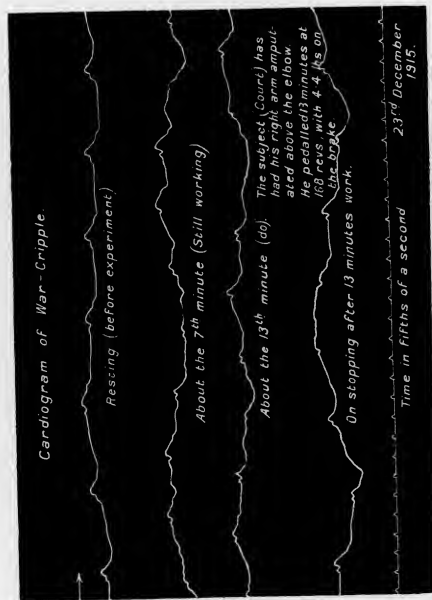 Cardiogram of War-Cripple.
Resting (before experiment)
About the 7th minute (Still working)
About the 13th minute (do).
The subject (Court) has
had his right arm amput-
ated above the elbow.
He pedalled 13 minutes at
168 revs. with 4·4 on
the brake.
On stopping after 13 minutes work.
Time in fifths of a second
23rd December
1915.